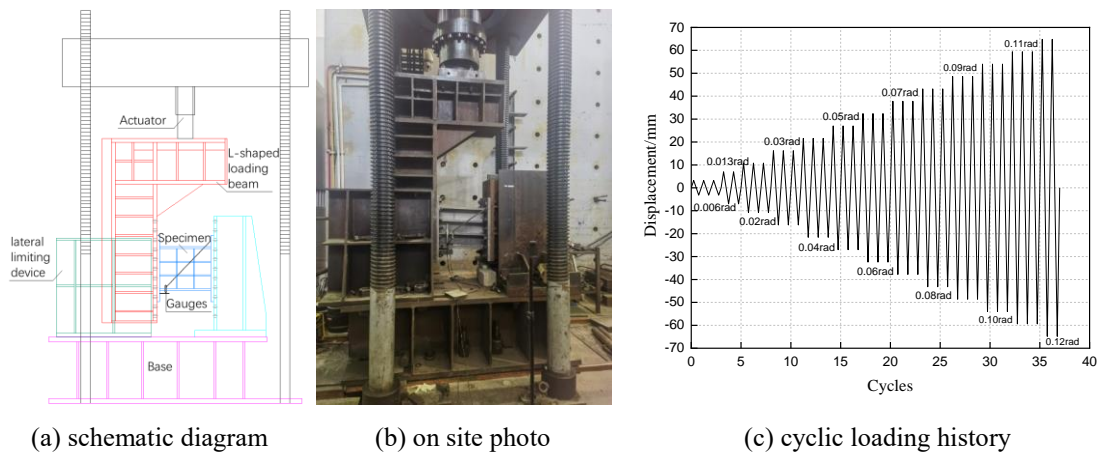 Actuator
L-shaped
loading
beam
lateral
limiting
device
Specimen
Gauges
Base
Displacement/mm
70
60
50
40
30
20
10
0
-10
-20
-30
-40
-50
-60
-70
0.11rad
0.09rad
0.07rad
0.05rad
0.03rad
0.013rad
0.006rad
0.02rad
0.04rad
0.06rad
0.08rad
0.10rad
0.12rad
0 5 10 15 20 25 30 35 40
Cycles
(a) schematic diagram (b) on site photo (c) cyclic loading history